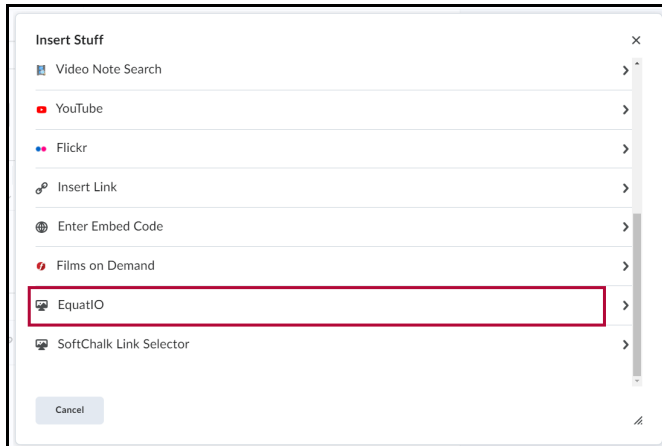 Insert Stuff
Video Note Search
YouTube
Flickr
Insert Link
Enter Embed Code
Films on Demand
EquatIO
SoftChalk Link Selector
Cancel